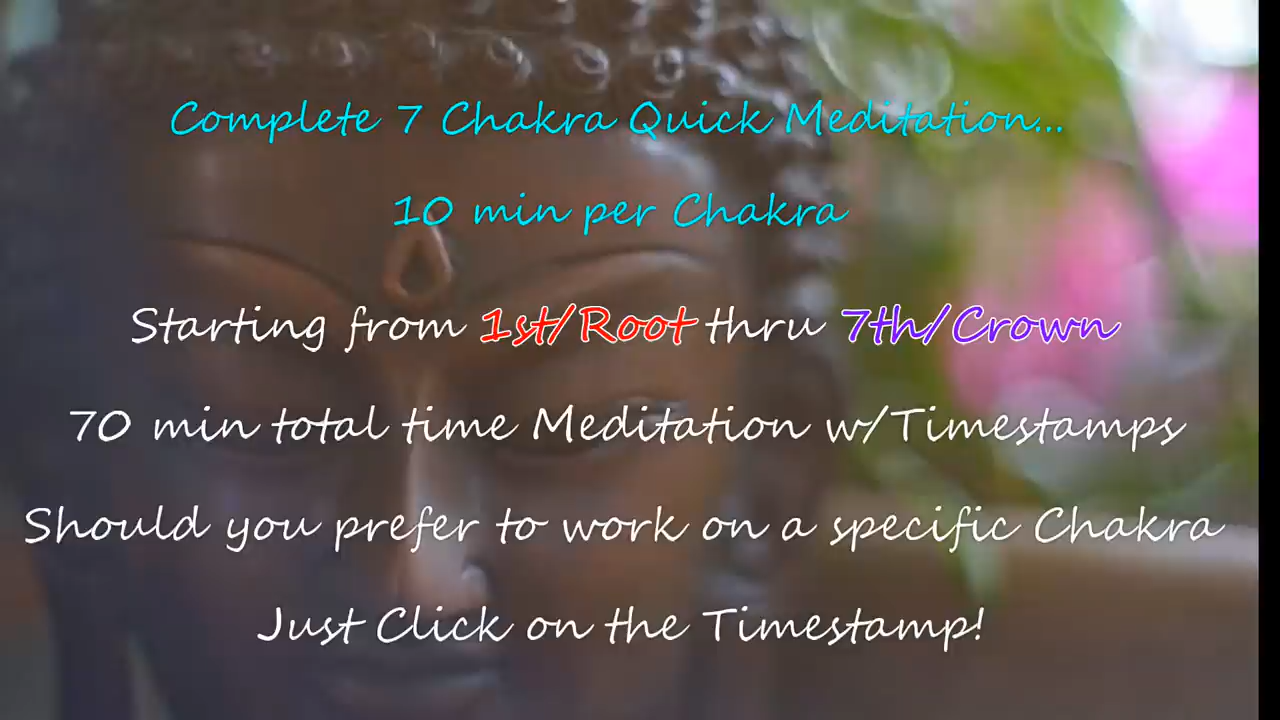 Complete 7 Chakra Quick Meditation...
10 min per Chakra
Starting from 1st/Root thru 7th/Crown
70 min total time Meditation w/Timestamps
Should you prefer to work on a specific Chakra
Just Click on the Timestamp!